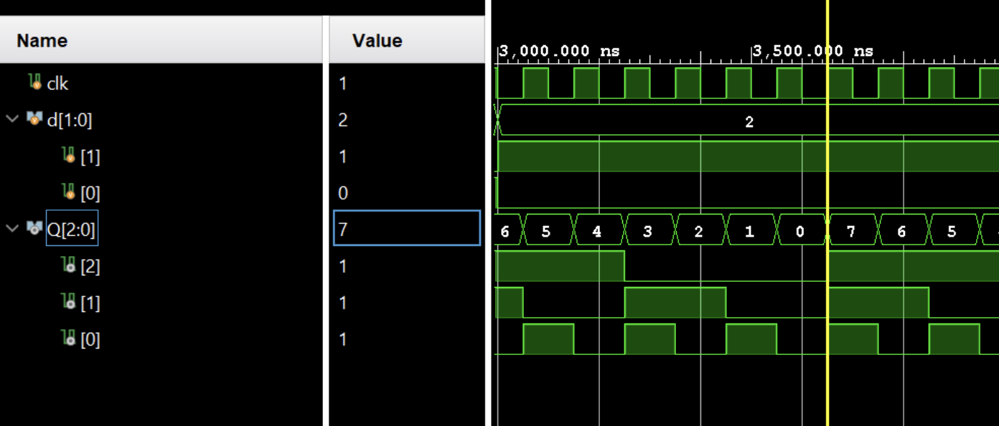 Name Value
3,000.000 ns 3,500.000 ns
clk 1
d[1:0] 2 2
[1] 1
[0] 0
Q[2:0] 7 6 5 4 3 2 1 0 7 6 5
[2] 1
[1] 1
[0] 1